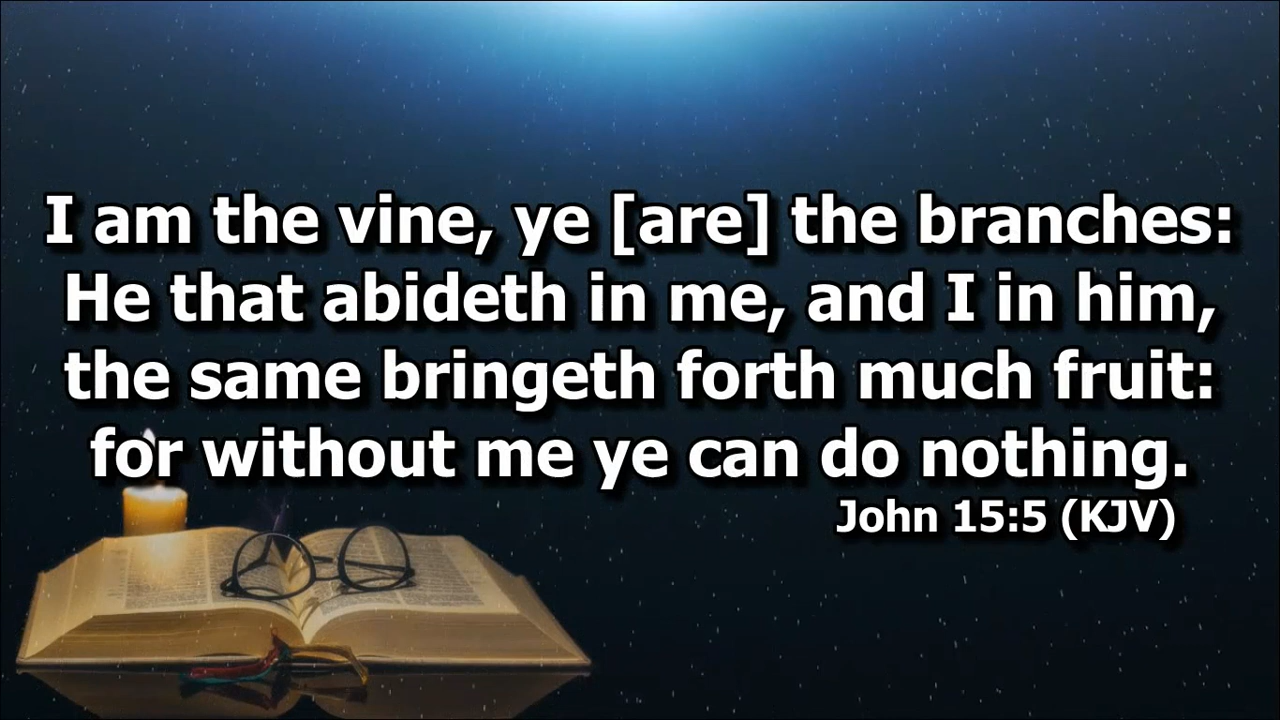 I am the vine, ye [are] the branches:
He that abideth in me, and I in him,
the same bringeth forth much fruit:
for without me ye can do nothing.
John 15:5 (KJV)